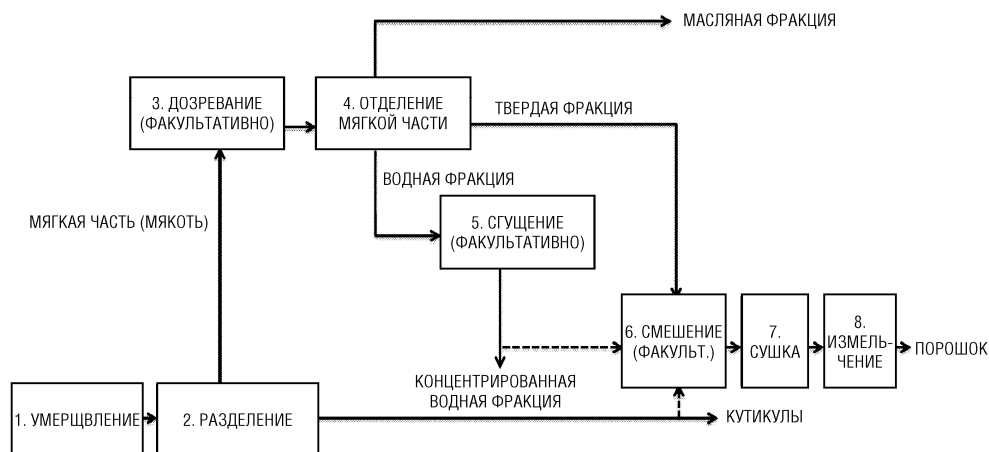 МАСЛЯНАЯ ФРАКЦИЯ
3. ДОЗРЕВАНИЕ
(ФАКУЛЬТАТИВНО)
4. ОТДЕЛЕНИЕ
МЯГКОЙ ЧАСТИ
ТВЕРДАЯ ФРАКЦИЯ
ВОДНАЯ ФРАКЦИЯ
МЯГКАЯ ЧАСТЬ (МЯКОТЬ)
5. СГУЩЕНИЕ
(ФАКУЛЬТАТИВНО)
6. СМЕШЕНИЕ
(ФАКУЛЬТ.)
7.
СУШКА
8.
ИЗМЕЛЬ-
ЧЕНИЕ
ПОРОШОК
КОНЦЕНТРИРОВАННАЯ
ВОДНАЯ ФРАКЦИЯ
1. УМЕРЩВЛЕНИЕ
2. РАЗДЕЛЕНИЕ
КУТИКУЛЫ